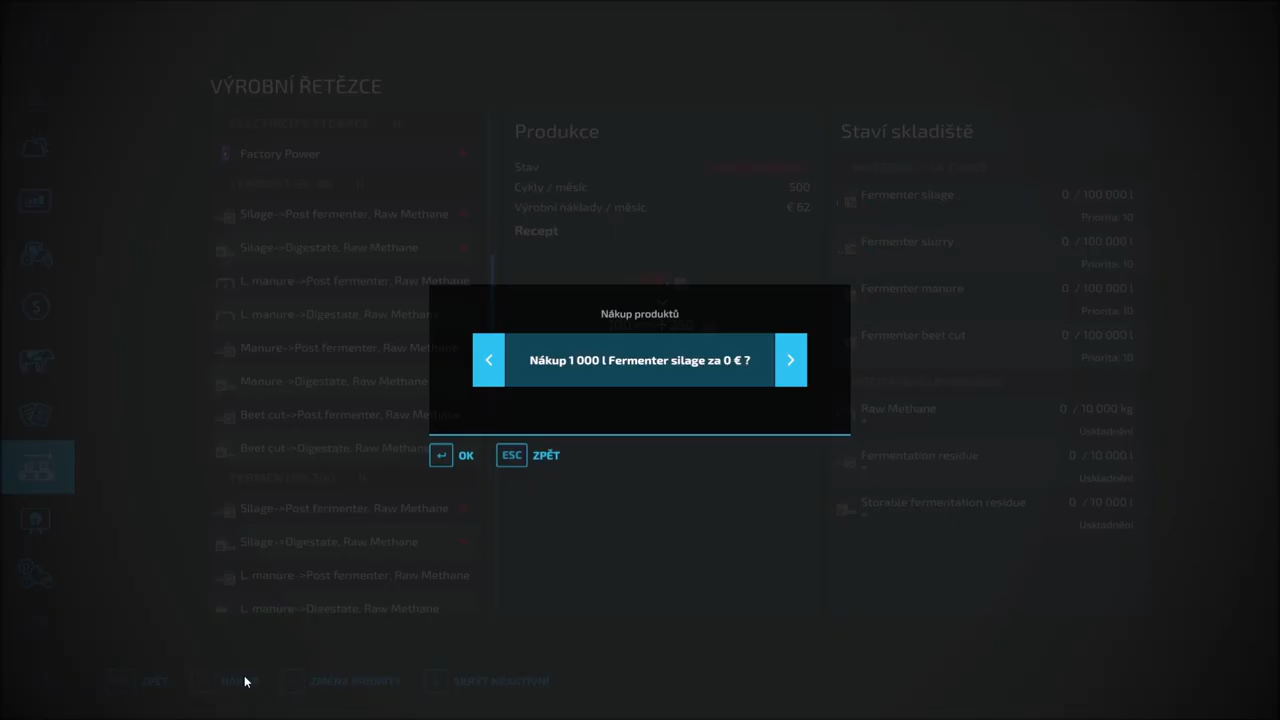 VÝROBNÍ ŘETĚZCE
Factory Power
Silage->Post fermenter, Raw Methane
Silage->Digestate, Raw Methane
L. manure->Post fermenter, Raw Methane
L. manure->Digestate, Raw Methane
Manure->Post fermenter, Raw Methane
Manure->Digestate, Raw Methane
Beet cut->Post fermenter, Raw Methane
Beet cut->Digestate, Raw Methane
Silage->Post fermenter, Raw Methane
Silage->Digestate, Raw Methane
L. manure->Post fermenter, Raw Methane
L. manure->Digestate, Raw Methane
Produkce
Stav
Cykly / měsíc 500
Výrobní náklady / měsíc € 62
Recept
Nákup produktů
Nákup 1 000 l Fermenter silage za 0 € ?
OK ESC ZPĚT
Staví skladiště
Fermenter silage 0 / 100 000 l
Priorita: 10
Fermenter slurry 0 / 100 000 l
Priorita: 10
Fermenter manure 0 / 100 000 l
Priorita: 10
Fermenter beet cut 0 / 100 000 l
Priorita: 10
Raw Methane 0 / 10 000 kg
Uskladnění
Fermentation residue 0 / 10 000 l
Uskladnění
Storable fermentation residue 0 / 10 000 l
Uskladnění
ZPĚT NÁKUP ZMĚNA PRIORITY SKRÝT NEAKTIVNÍ